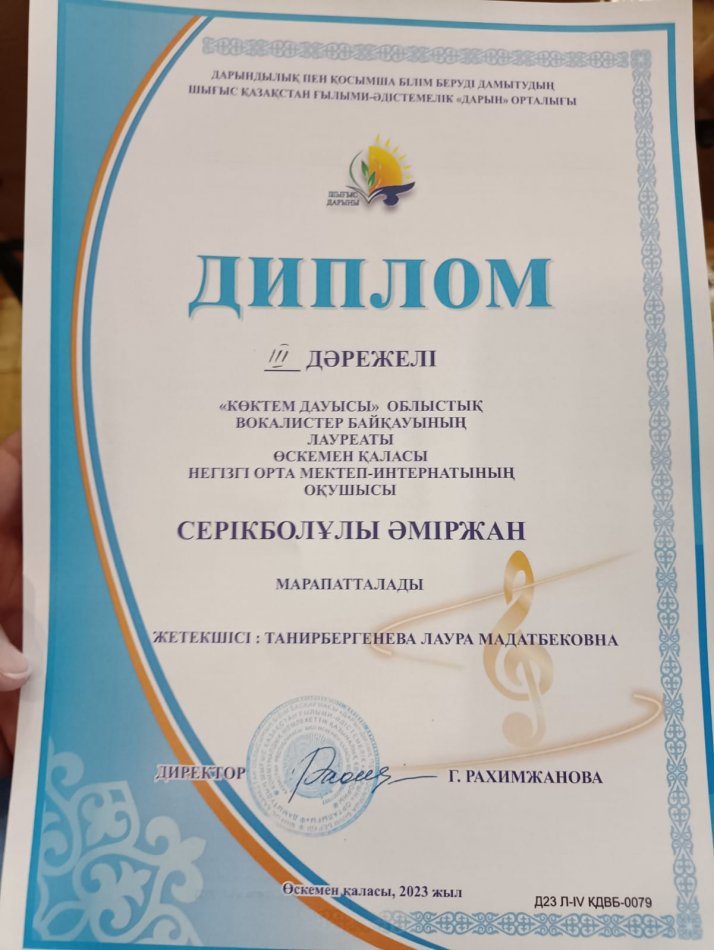 ДАРЫНДЫЛЫҚ ПЕН ҚОСЫМША БІЛІМ БЕРУДІ ДАМЫТУДЫҢ
ШЫҒЫС ҚАЗАҚСТАН ҒЫЛЫМИ-ӘДІСТЕМЕЛІК «ДАРЫН» ОРТАЛЫҒЫ
ШЫҒЫС
ДАРЫНЫ
ДИПЛОМ
III ДӘРЕЖЕЛІ
«КӨКТЕМ ДАУЫСЫ» ОБЛЫСТЫҚ
ВОКАЛИСТЕР БАЙҚАУЫНЫҢ
ЛАУРЕАТЫ
ӨСКЕМЕН ҚАЛАСЫ
НЕГІЗГІ ОРТА МЕКТЕП-ИНТЕРНАТЫНЫҢ
ОҚУШЫСЫ
СЕРІКБОЛҰЛЫ ӘМІРЖАН
МАРАПАТТАЛАДЫ
ЖЕТЕКШІСІ : ТАНИРБЕРГЕНЕВА ЛАУРА МАДАТБЕКОВНА
ДИРЕКТОР Г. РАХИМЖАНОВА
Өскемен қаласы, 2023 жыл
Д23 Л-IV КДВБ-0079